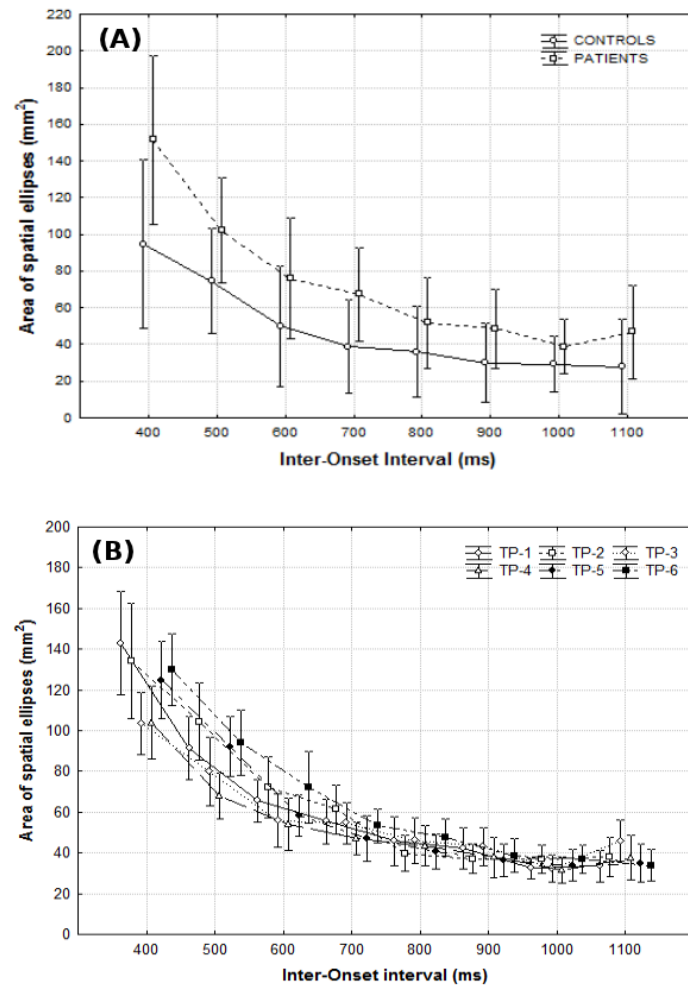 (A)
CONTROLS
PATIENTS
Area of spatial ellipses (mm²)
220
200
180
160
140
120
100
80
60
40
20
0
400 500 600 700 800 900 1000 1100
Inter-Onset Interval (ms)
(B)
TP-1 TP-2 TP-3
TP-4 TP-5 TP-6
Area of spatial ellipses (mm²)
200
180
160
140
120
100
80
60
40
20
0
400 500 600 700 800 900 1000 1100
Inter-Onset interval (ms)